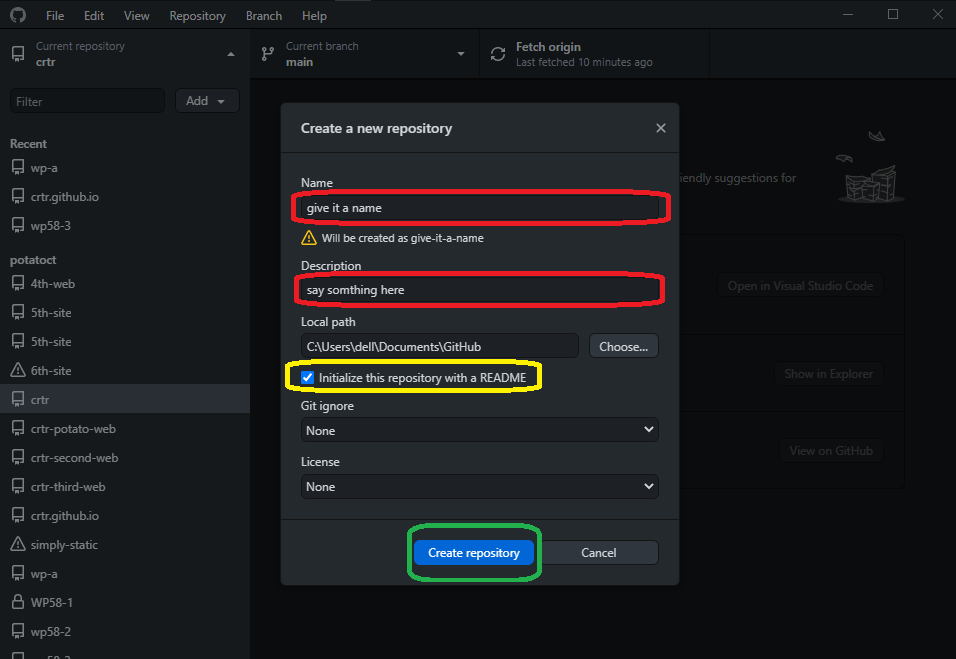 File Edit View Repository Branch Help
Current repository
crtr
Current branch
main
Fetch origin
Last fetched 10 minutes ago
Filter
Add
Recent
wp-a
crtr.github.io
wp58-3
potatoct
4th-web
5th-site
5th-site
6th-site
crtr
crtr-potato-web
crtr-second-web
crtr-third-web
crtr.github.io
simply-static
wp-a
WP58-1
wp58-2
Create a new repository
Name
give it a name
Will be created as give-it-a-name
Description
say somthing here
Local path
C:\Users\dell\Documents\GitHub
Choose...
Initialize this repository with a README
Git ignore
None
License
None
Create repository
Cancel
iendly suggestions for
Open in Visual Studio Code
Show in Explorer
View on GitHub